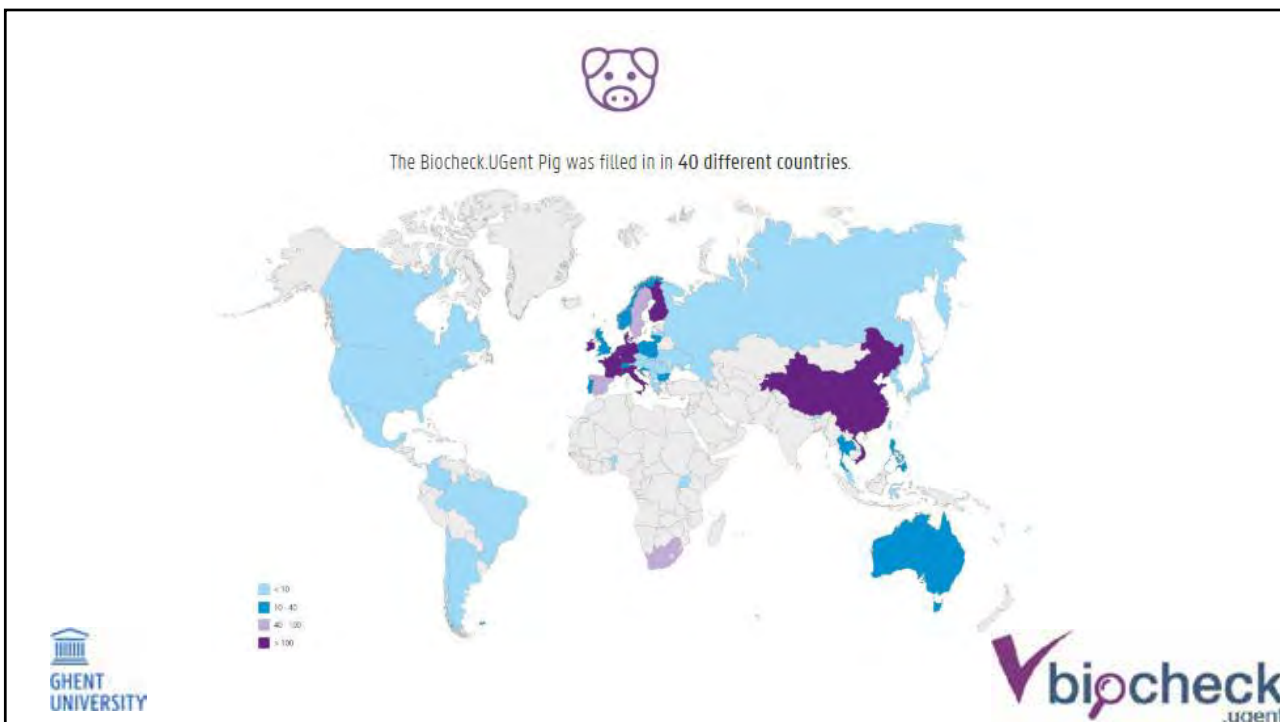 The Biocheck.UGent Pig was filled in in 40 different countries.
< 10
10 - 40
40 - 100
> 100
GHENT
UNIVERSITY
biocheck
.ugent